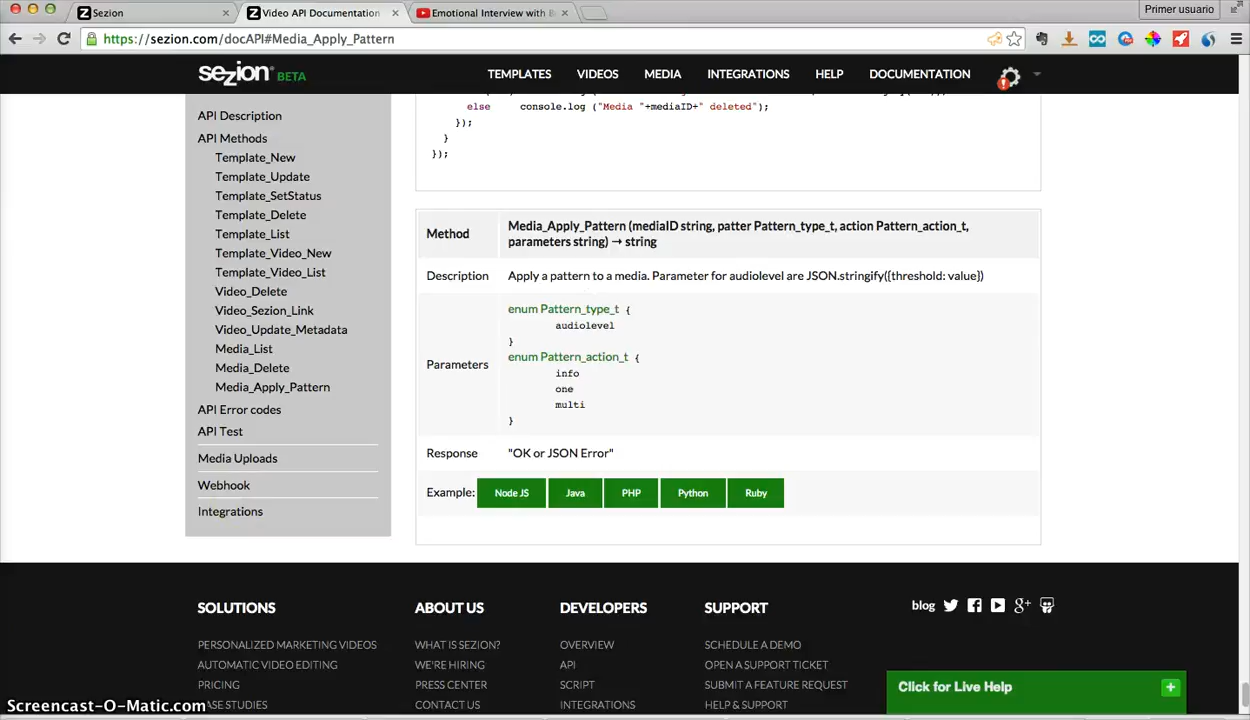 Sezion
Video API Documentation
Emotional Interview with B
Primer usuario
https://sezion.com/docAPI#Media_Apply_Pattern
sezion® BETA
TEMPLATES
VIDEOS
MEDIA
INTEGRATIONS
HELP
DOCUMENTATION
API Description
API Methods
Template_New
Template_Update
Template_SetStatus
Template_Delete
Template_List
Template_Video_New
Template_Video_List
Video_Delete
Video_Sezion_Link
Video_Update_Metadata
Media_List
Media_Delete
Media_Apply_Pattern
API Error codes
API Test
Media Uploads
Webhook
Integrations
else console.log ("Media "+mediaID+" deleted");
});
}
});
Method
Media_Apply_Pattern (mediaID string, patter Pattern_type_t, action Pattern_action_t,
parameters string) → string
Description
Apply a pattern to a media. Parameter for audiolevel are JSON.stringify({threshold: value})
Parameters
enum Pattern_type_t {
audiolevel
}
enum Pattern_action_t {
info
one
multi
}
Response
"OK or JSON Error"
Example:
Node JS
Java
PHP
Python
Ruby
SOLUTIONS
PERSONALIZED MARKETING VIDEOS
AUTOMATIC VIDEO EDITING
PRICING
CASE STUDIES
ABOUT US
WHAT IS SEZION?
WE'RE HIRING
PRESS CENTER
CONTACT US
DEVELOPERS
OVERVIEW
API
SCRIPT
INTEGRATIONS
SUPPORT
SCHEDULE A DEMO
OPEN A SUPPORT TICKET
SUBMIT A FEATURE REQUEST
HELP & SUPPORT
blog
Click for Live Help
Screencast-O-Matic.com